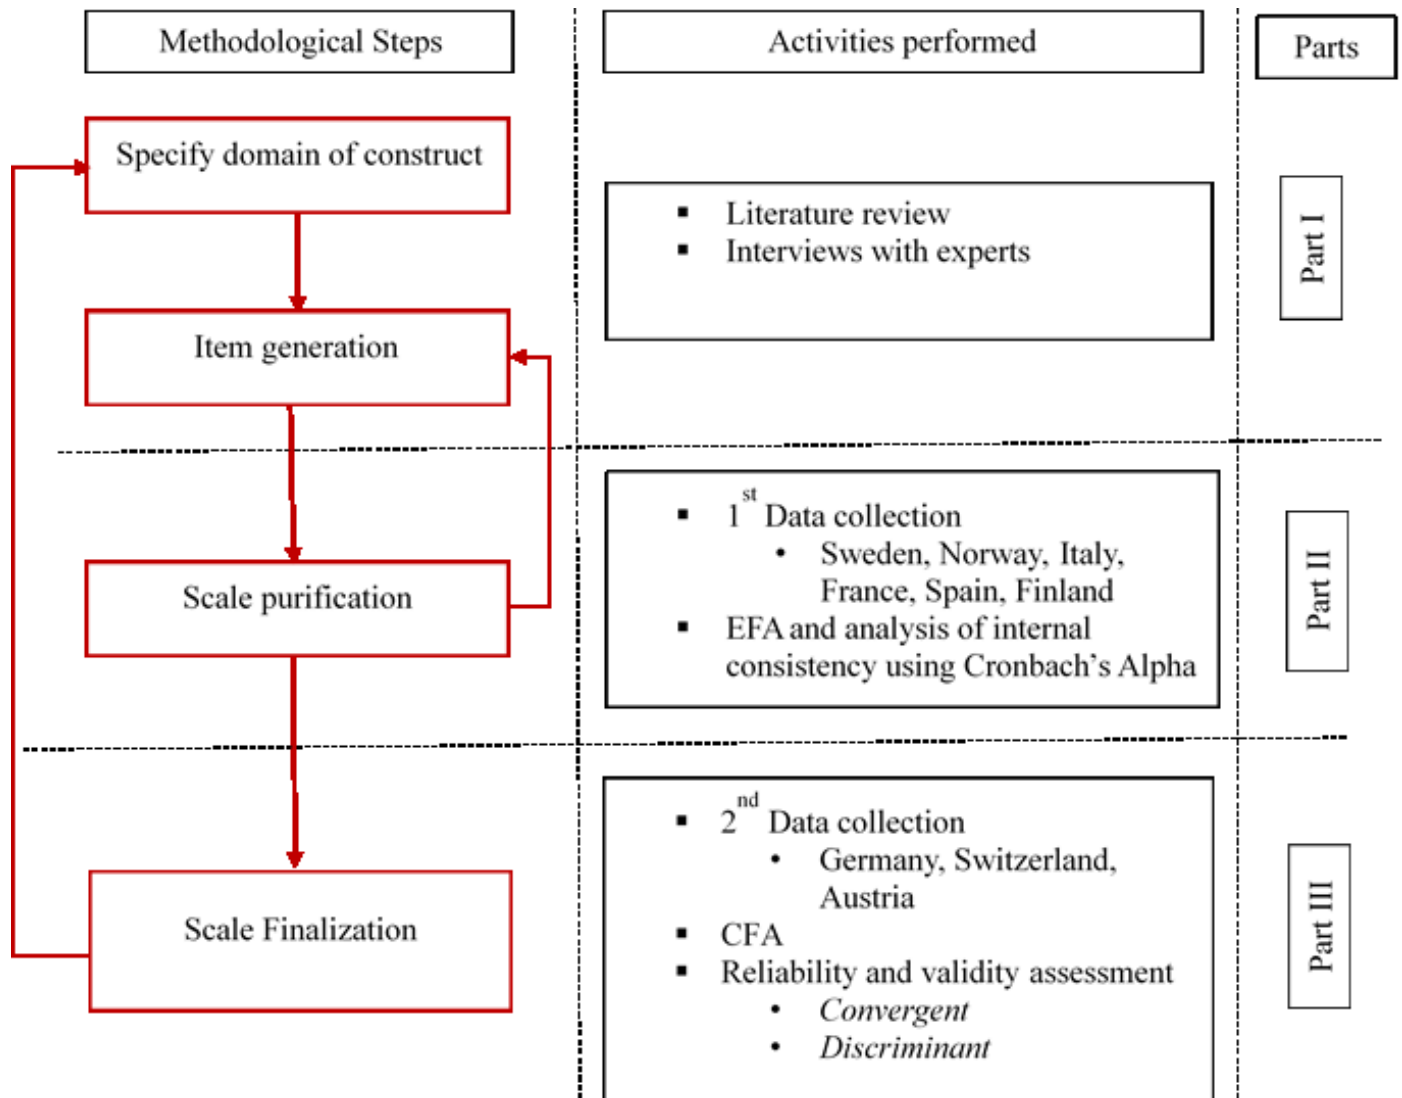 Methodological Steps
Activities performed
Parts
Specify domain of construct
Item generation
▪ Literature review
▪ Interviews with experts
Part I
Scale purification
▪ 1st Data collection
• Sweden, Norway, Italy,
France, Spain, Finland
▪ EFA and analysis of internal
consistency using Cronbach’s Alpha
Part II
Scale Finalization
▪ 2nd Data collection
• Germany, Switzerland,
Austria
▪ CFA
▪ Reliability and validity assessment
• Convergent
• Discriminant
Part III